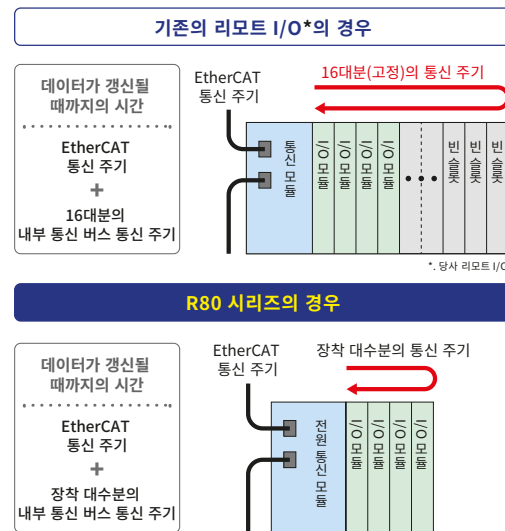 기존의 리모트 I/O*의 경우
데이터가 갱신될
때까지의 시간
EtherCAT
통신 주기
+
16대분의
내부 통신 버스 통신 주기
EtherCAT
통신 주기
16대분(고정)의 통신 주기
통신 모듈
I/O 모듈
I/O 모듈
I/O 모듈
I/O 모듈
빈 슬롯
빈 슬롯
빈 슬롯
*. 당사 리모트 I/O
R80 시리즈의 경우
데이터가 갱신될
때까지의 시간
EtherCAT
통신 주기
+
장착 대수분의
내부 통신 버스 통신 주기
EtherCAT
통신 주기
장착 대수분의 통신 주기
전원 통신 모듈
I/O 모듈
I/O 모듈
I/O 모듈
I/O 모듈